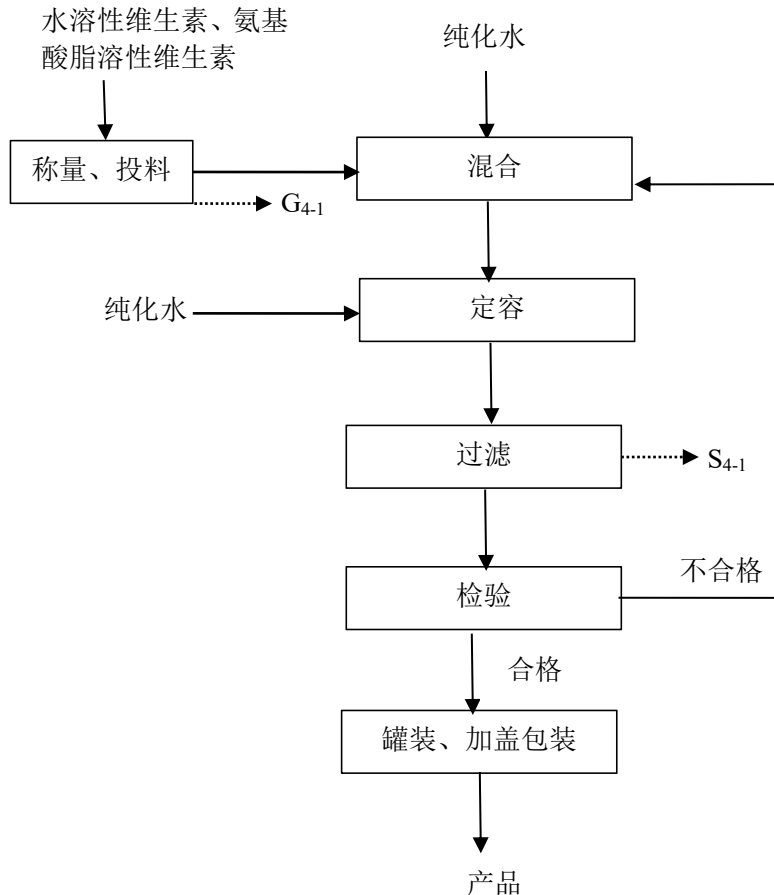 水溶性维生素、氨基
酸脂溶性维生素
纯化水
称量、投料
混合
G4-1
纯化水
定容
过滤
S4-1
不合格
检验
合格
罐装、加盖包装
产品